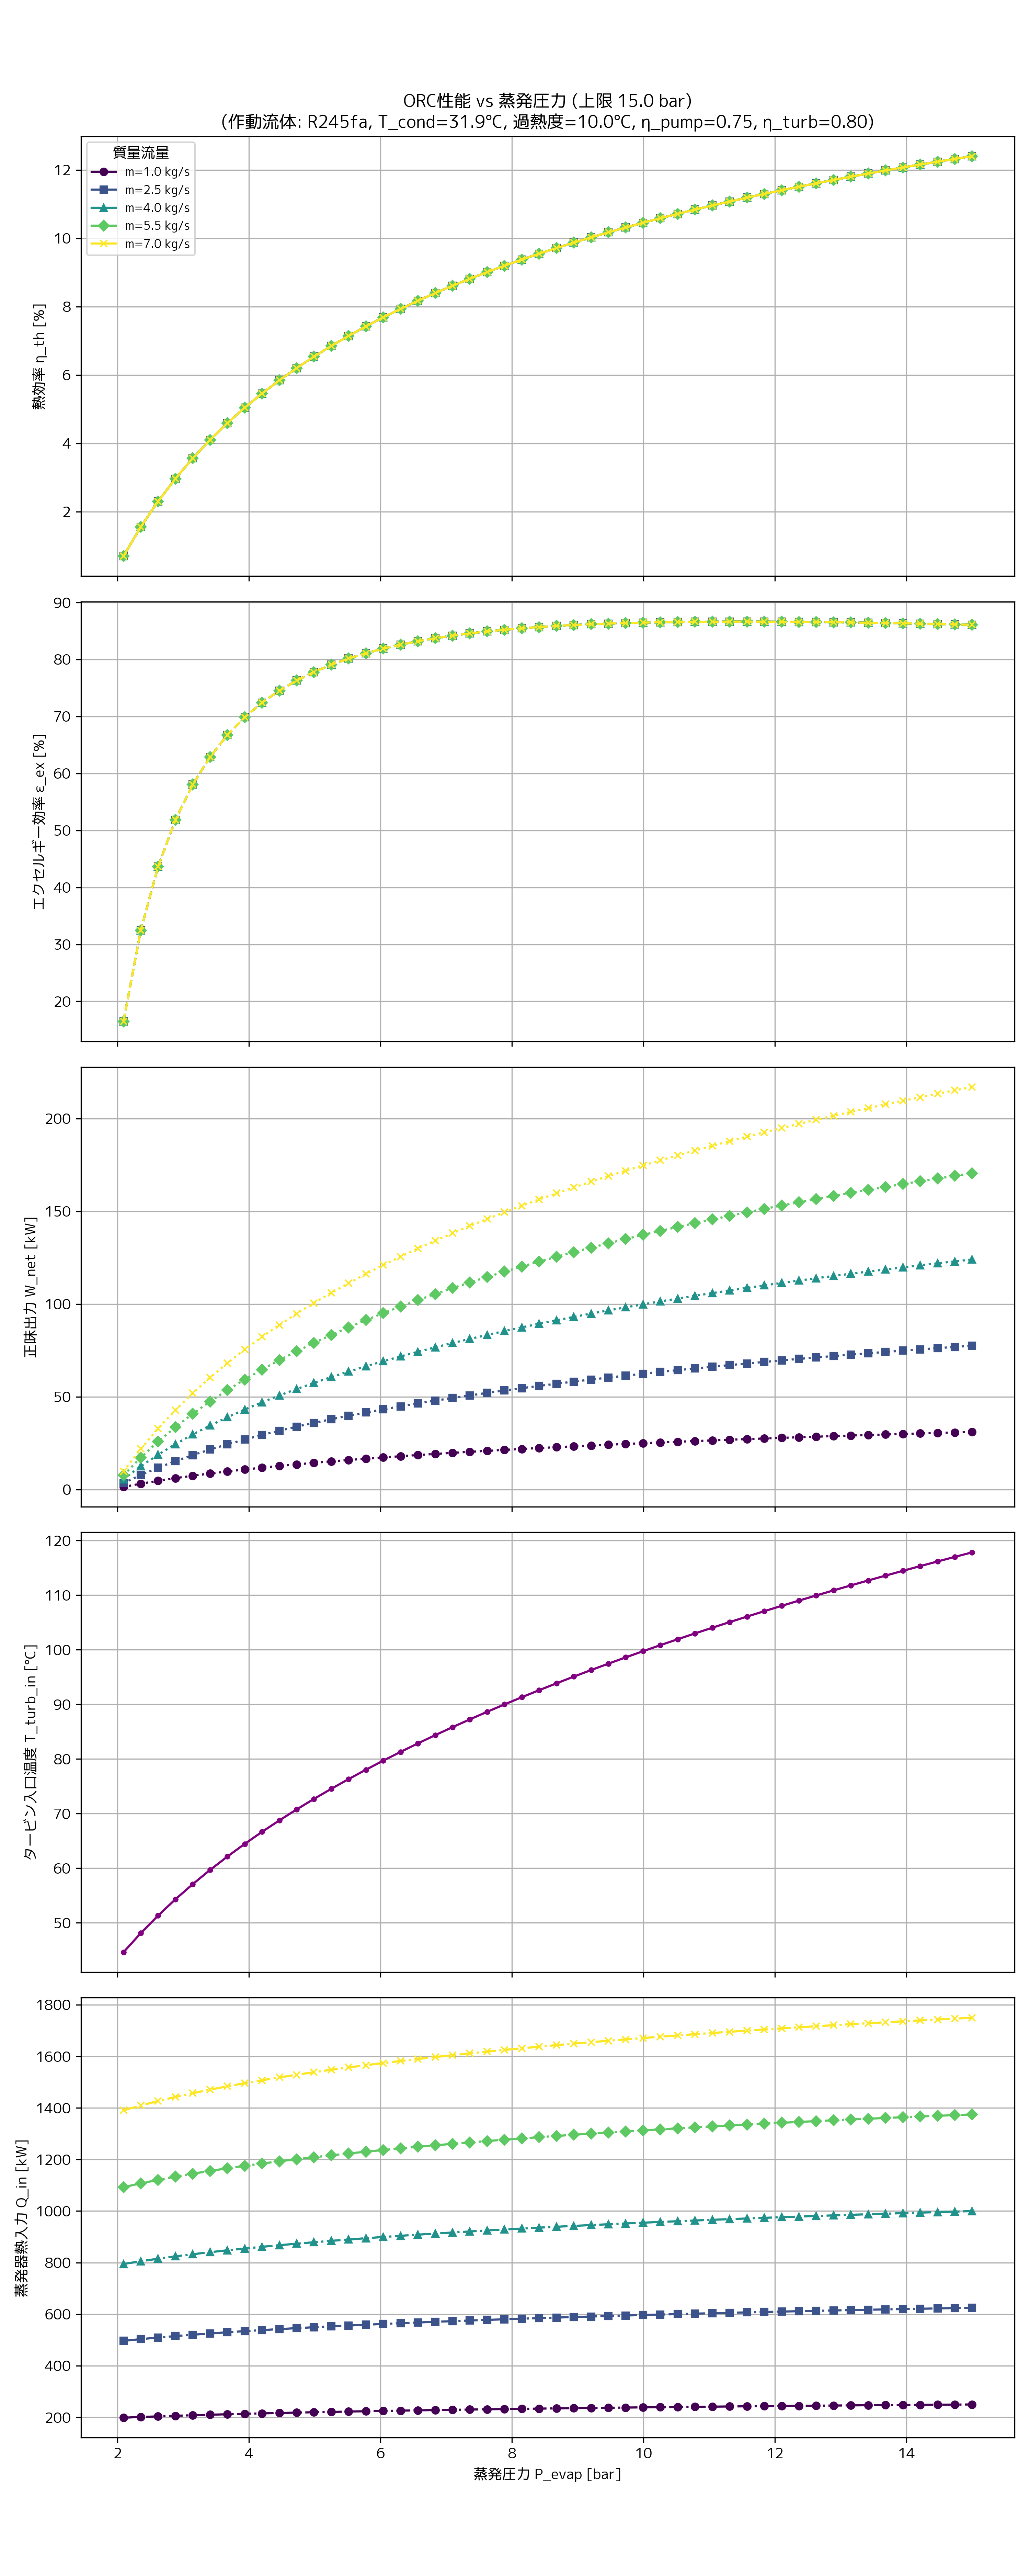 ORC性能 vs 蒸発圧力 (上限 15.0 bar)
(作動流体: R245fa, T_cond=31.9℃, 過熱度=10.0℃, η_pump=0.75, η_turb=0.80)
質量流量
m=1.0 kg/s
m=2.5 kg/s
m=4.0 kg/s
m=5.5 kg/s
m=7.0 kg/s
熱効率 η_th [%]
12
10
8
6
4
2
エクセルギー効率 ε_ex [%]
90
80
70
60
50
40
30
20
正味出力 W_net [kW]
200
150
100
50
0
タービン入口温度 T_turb_in [℃]
120
110
100
90
80
70
60
50
蒸発器熱入力 Q_in [kW]
1800
1600
1400
1200
1000
800
600
400
200
2 4 6 8 10 12 14
蒸発圧力 P_evap [bar]